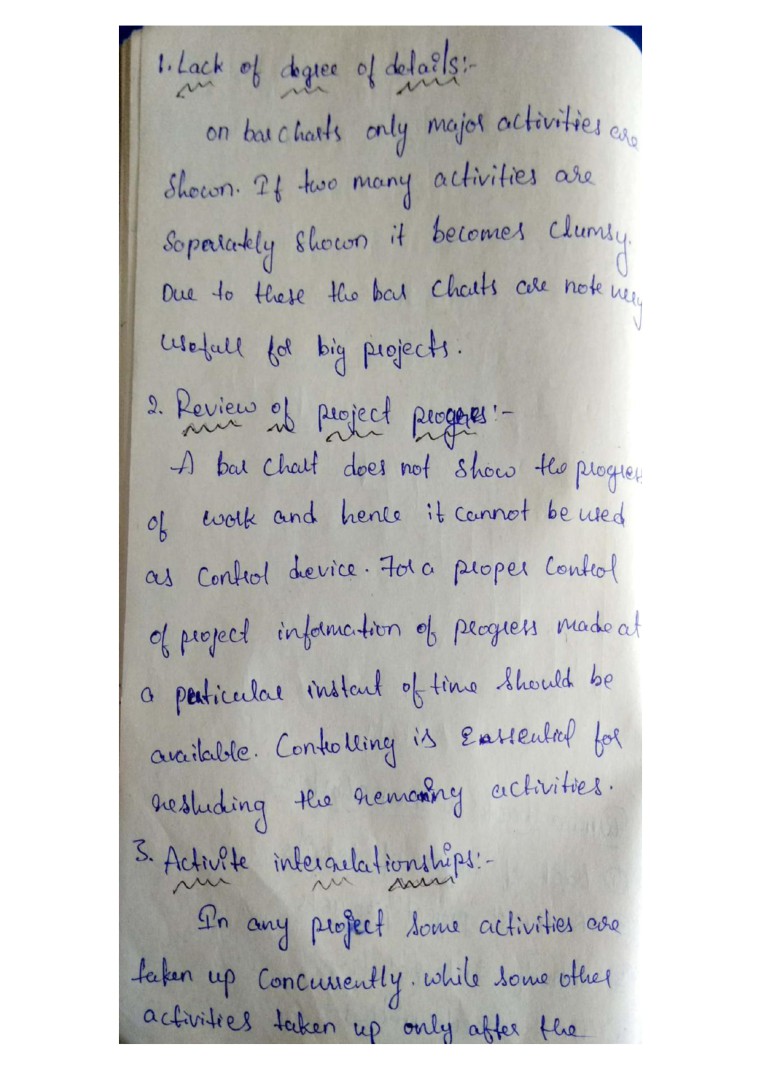 1. Lack of degree of details:-
on bar charts only major activities are
Shown. If two many activities are
Soperately shown it becomes Clumsy.
Due to these the bar Charts are note very
usefull for big projects.
2. Review of project progress:-
A bar Chart does not show the progress
of work and hence it cannot be used
as Control device. For a proper Control
of project information of progress made at
a particular instant of time should be
available. Controlling is Eassential for
resluding the remaning activities.
3. Activite interrelationships:-
In any project some activities are
taken up Concurrently. while some other
activities taken up only after the